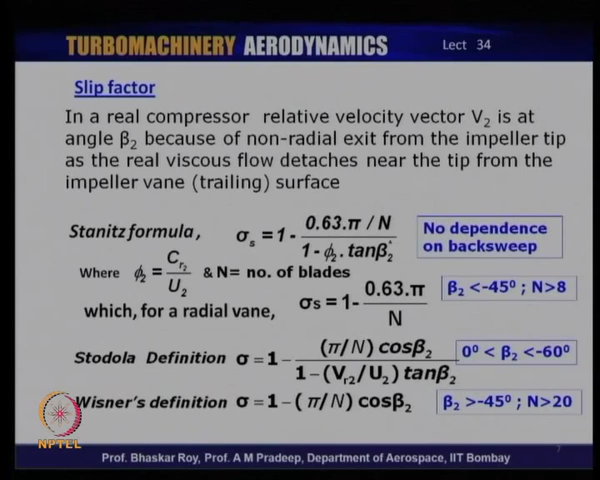 TURBOMACHINERY AERODYNAMICS Lect 34
Slip factor
In a real compressor relative velocity vector V₂ is at
angle β₂ because of non-radial exit from the impeller tip
as the real viscous flow detaches near the tip from the
impeller vane (trailing) surface
Stanitz formula, σₛ = 1 - 0.63.π / N / 1 - ϕ₂. tanβ₂'
No dependence
on backsweep
Where ϕ₂ = Cᵣ₂ / U₂ & N= no. of blades
which, for a radial vane, σs = 1- 0.63.π / N
β₂ <-45⁰ ; N>8
Stodola Definition σ = 1 - (π/N) cosβ₂ / 1 - (Vᵣ₂/U₂) tanβ₂
0⁰ < β₂ <-60⁰
Wisner's definition σ = 1 - ( π/N) cosβ₂
β₂ >-45⁰ ; N>20
NPTEL
7
Prof. Bhaskar Roy, Prof. A M Pradeep, Department of Aerospace, IIT Bombay